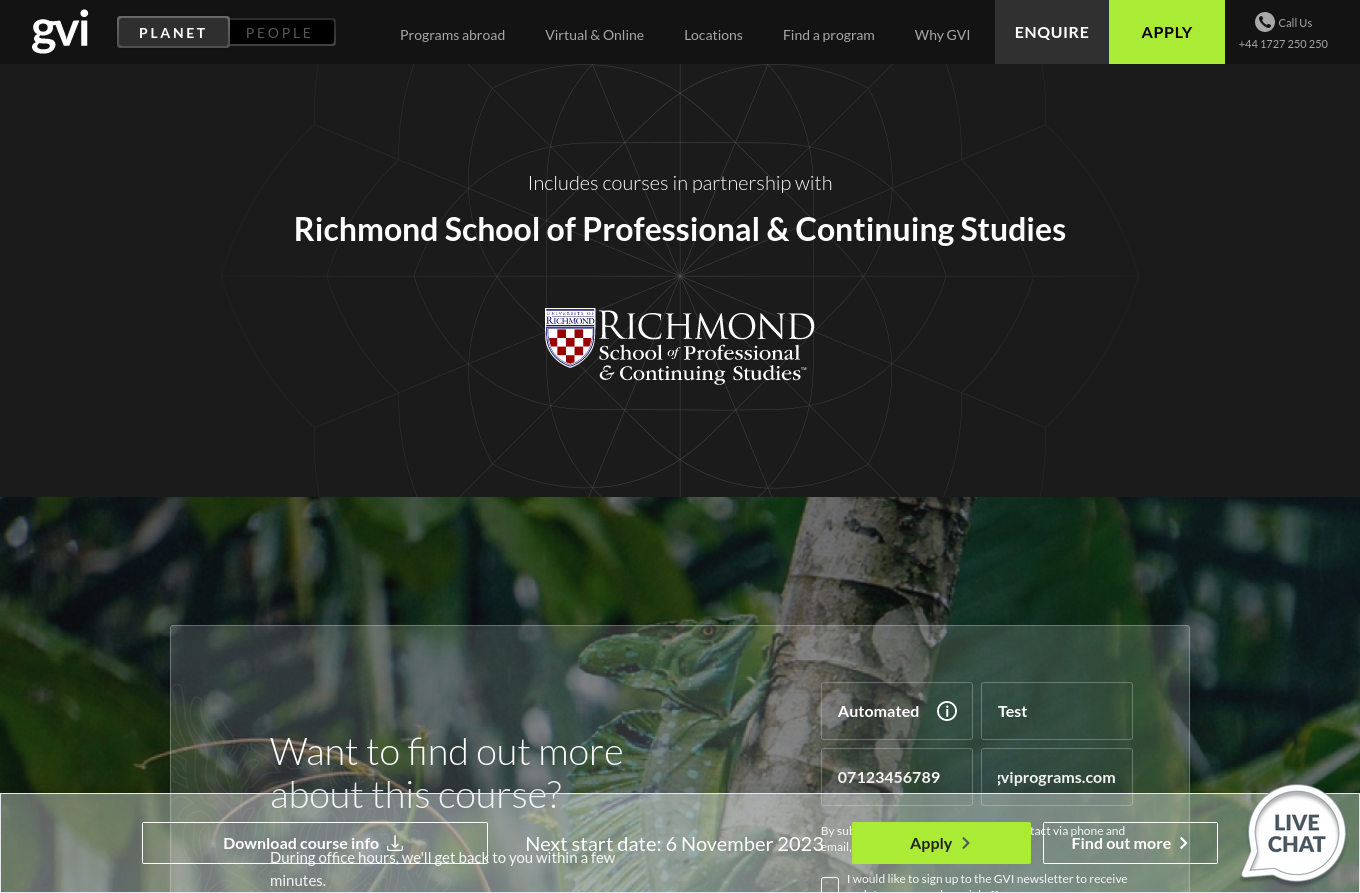 gvi
PLANET
PEOPLE
Programs abroad
Virtual & Online
Locations
Find a program
Why GVI
ENQUIRE
APPLY
Call Us
+44 1727 250 250
Includes courses in partnership with
Richmond School of Professional & Continuing Studies
UNIVERSITY OF
RICHMOND
RICHMOND
School of Professional
& Continuing Studies™
Automated
Test
Want to find out more
about this course?
07123456789
gviprograms.com
By sub
tact via phone and
email,
Download course info
Next start date: 6 November 2023
Apply
Find out more
LIVE
CHAT
During office hours, we'll get back to you within a few
minutes.
I would like to sign up to the GVI newsletter to receive